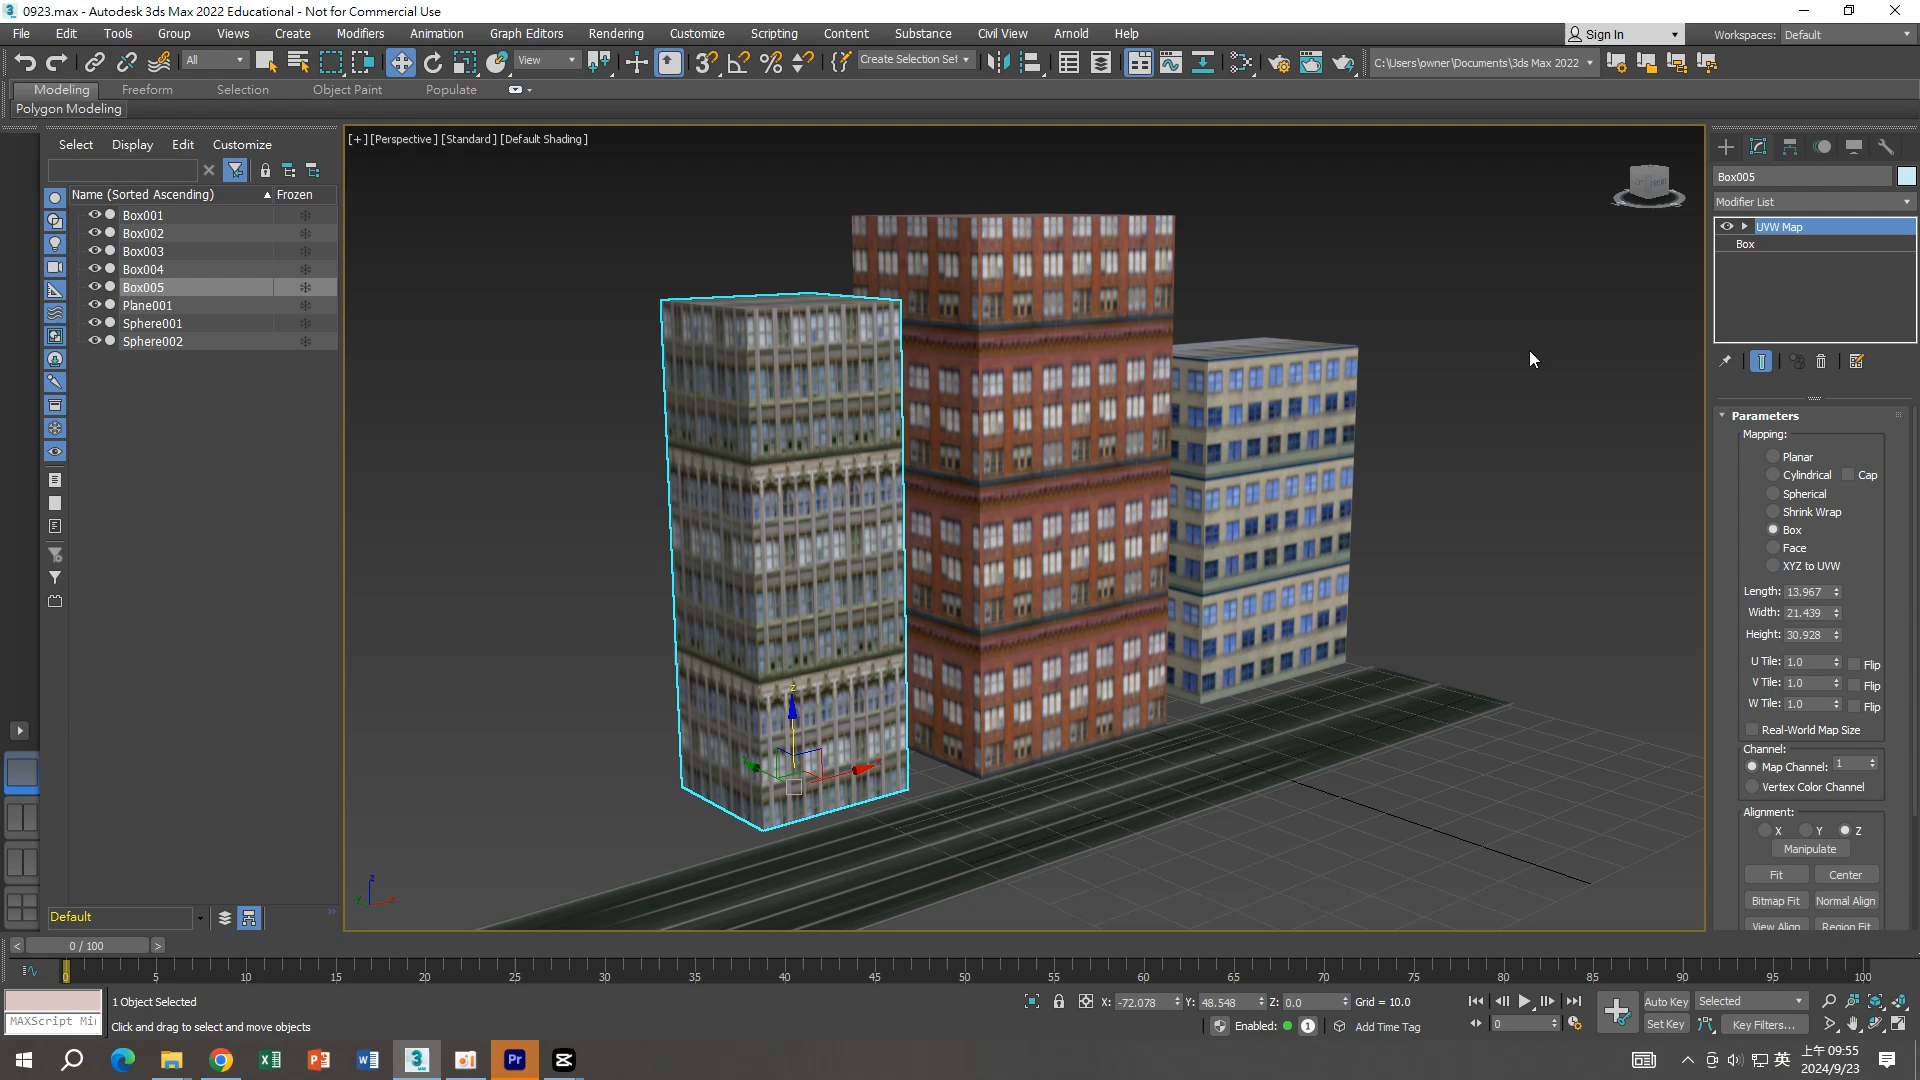 0923.max - Autodesk 3ds Max 2022 Educational - Not for Commercial Use
File Edit Tools Group Views Create Modifiers Animation Graph Editors Rendering Customize Scripting Content Substance Civil View Arnold Help
Sign In
Workspaces: Default
All
View
Create Selection Set
C:\Users\owner\Documents\3ds Max 2022
Modeling Freeform Selection Object Paint Populate
Polygon Modeling
Select Display Edit Customize
Name (Sorted Ascending) Frozen
Box001
Box002
Box003
Box004
Box005
Plane001
Sphere001
Sphere002
Default
[+] [Perspective] [Standard] [Default Shading]
Box005
Modifier List
UVW Map
Box
Parameters
Mapping:
Planar
Cylindrical Cap
Spherical
Shrink Wrap
Box
Face
XYZ to UVW
Length: 13.967
Width: 21.439
Height: 30.928
U Tile: 1.0 Flip
V Tile: 1.0 Flip
W Tile: 1.0 Flip
Real-World Map Size
Channel:
Map Channel: 1
Vertex Color Channel
Alignment:
X Y Z
Manipulate
Fit Center
Bitmap Fit Normal Align
View Align Region Fit
0 / 100
0 5 10 15 20 25 30 35 40 45 50 55 60 65 70 75 80 85 90 95 100
1 Object Selected
MAXScript Mi
Click and drag to select and move objects
X: -72.078 Y: 48.548 Z: 0.0 Grid = 10.0
Enabled: 1 Add Time Tag
0
Auto Key Selected
Set Key Key Filters...
英
上午 09:55
2024/9/23